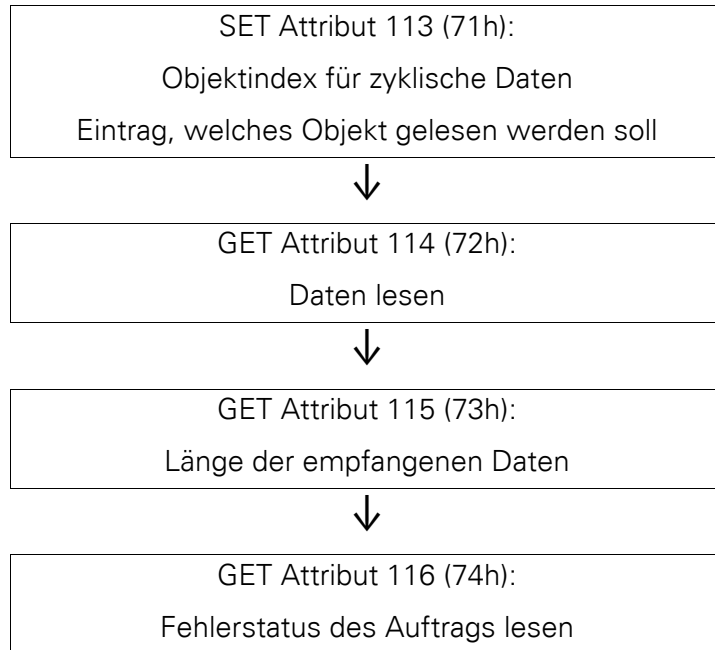 SET Attribut 113 (71h):
Objektindex für zyklische Daten
Eintrag, welches Objekt gelesen werden soll
GET Attribut 114 (72h):
Daten lesen
GET Attribut 115 (73h):
Länge der empfangenen Daten
GET Attribut 116 (74h):
Fehlerstatus des Auftrags lesen